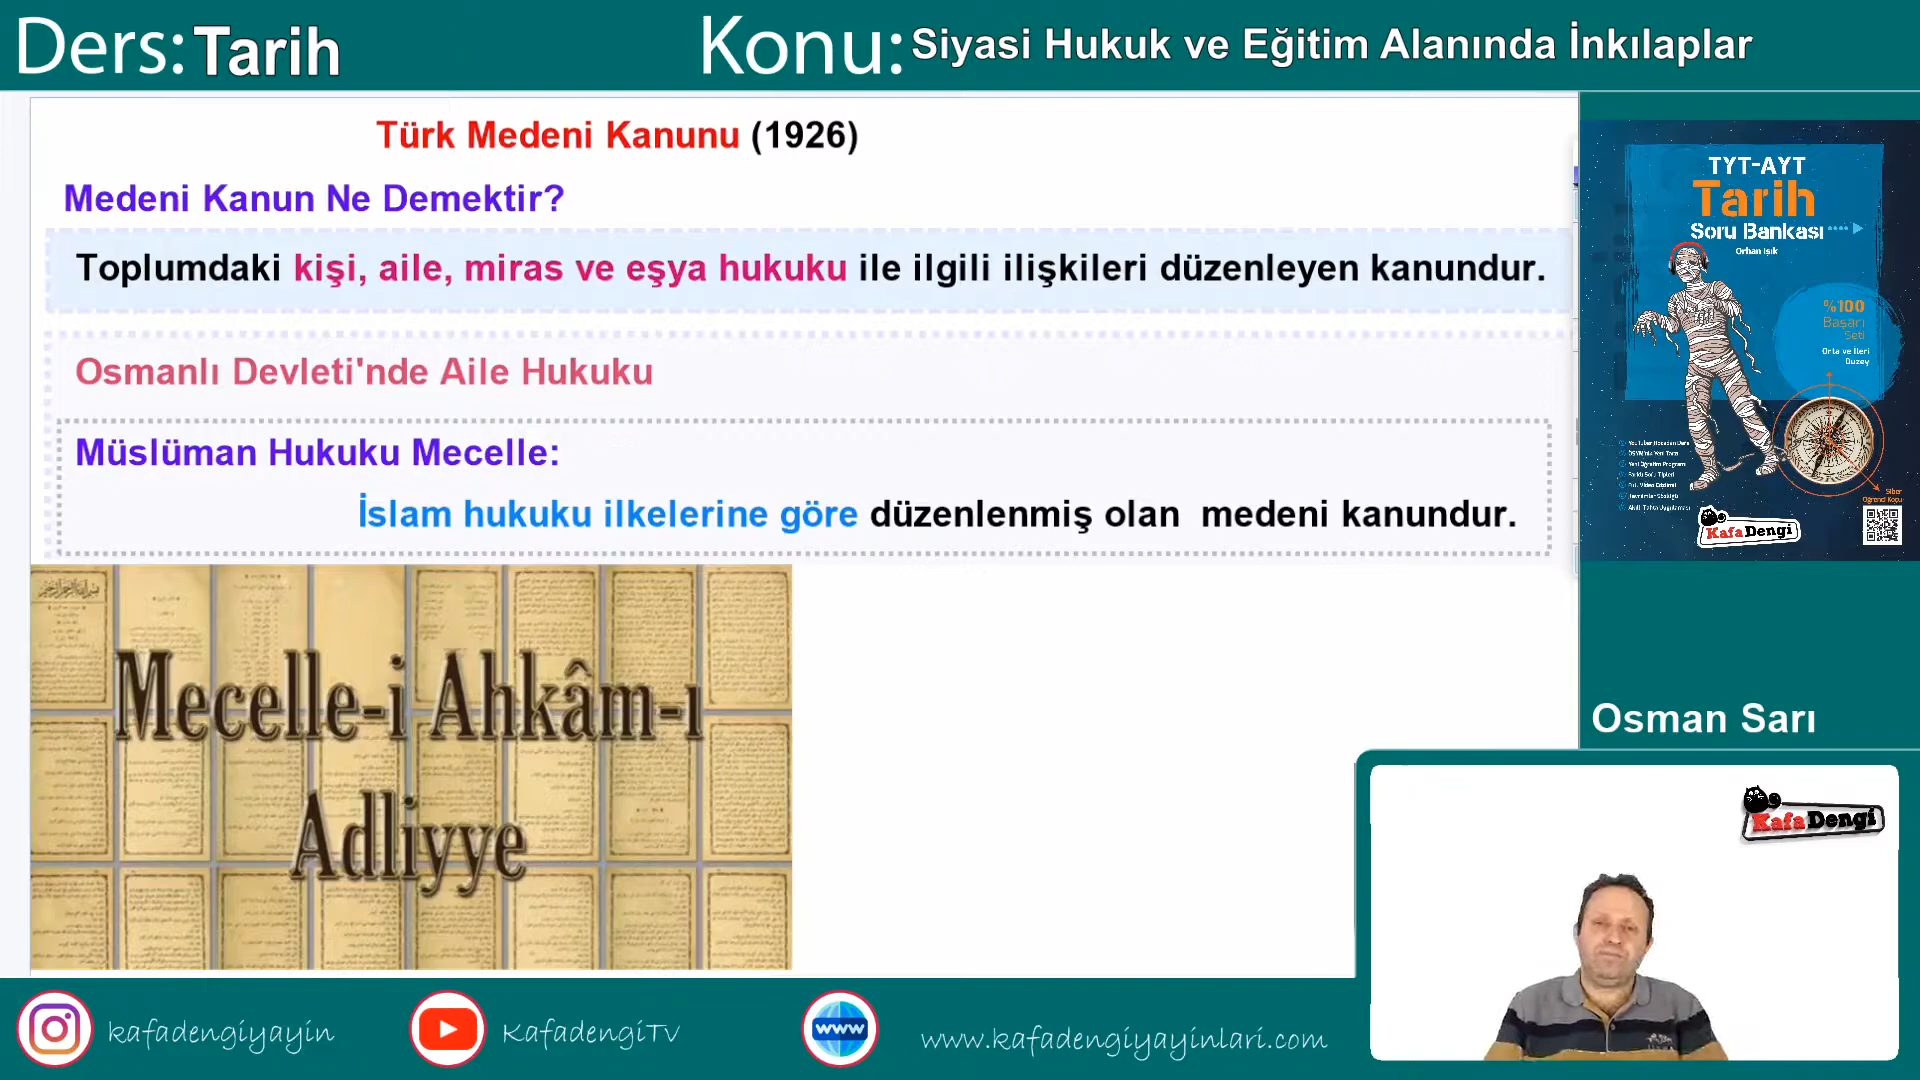 Ders: Tarih
Konu: Siyasi Hukuk ve Eğitim Alanında İnkılaplar
Türk Medeni Kanunu (1926)
Medeni Kanun Ne Demektir?
Toplumdaki kişi, aile, miras ve eşya hukuku ile ilgili ilişkileri düzenleyen kanundur.
Osmanlı Devleti'nde Aile Hukuku
Müslüman Hukuku Mecelle:
İslam hukuku ilkelerine göre düzenlenmiş olan medeni kanundur.
Mecelle-i Ahkâm-ı
Adliyye
TYT-AYT
Tarih
Soru Bankası
Orhan Işık
%100
Başarı
Seti
Orta ve İleri
Düzey
KafaDengi
Osman Sarı
KafaDengi
kafadengiyayin
KafadengiTV
www
www.kafadengiyayinlari.com